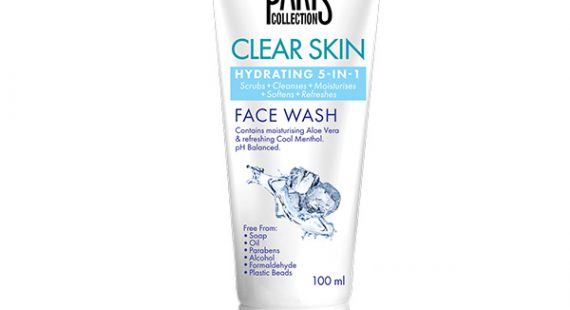 PARIS
COLLECTION
CLEAR SKIN
HYDRATING 5-IN-1
Scrubs + Cleanses + Moisturises
+ Softens + Refreshes
FACE WASH
Contains moisturising Aloe Vera
& refreshing Cool Menthol.
pH Balanced.
Free From:
• Soap
• Oil
• Parabens
• Alcohol
• Formaldehyde
• Plastic Beads
100 ml